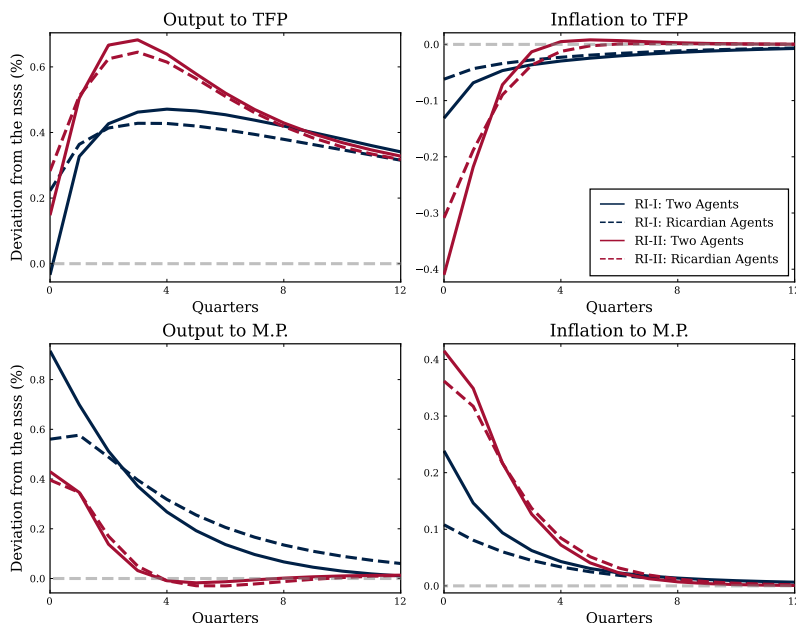 Output to TFP
Inflation to TFP
Deviation from the nsss (%)
0.6
0.4
0.2
0.0
0
4
8
12
Quarters
0.0
−0.1
−0.2
−0.3
−0.4
RI-I: Two Agents
RI-I: Ricardian Agents
RI-II: Two Agents
RI-II: Ricardian Agents
0
4
8
12
Quarters
Output to M.P.
Inflation to M.P.
Deviation from the nsss (%)
0.8
0.6
0.4
0.2
0.0
0
4
8
12
Quarters
0.4
0.3
0.2
0.1
0.0
0
4
8
12
Quarters